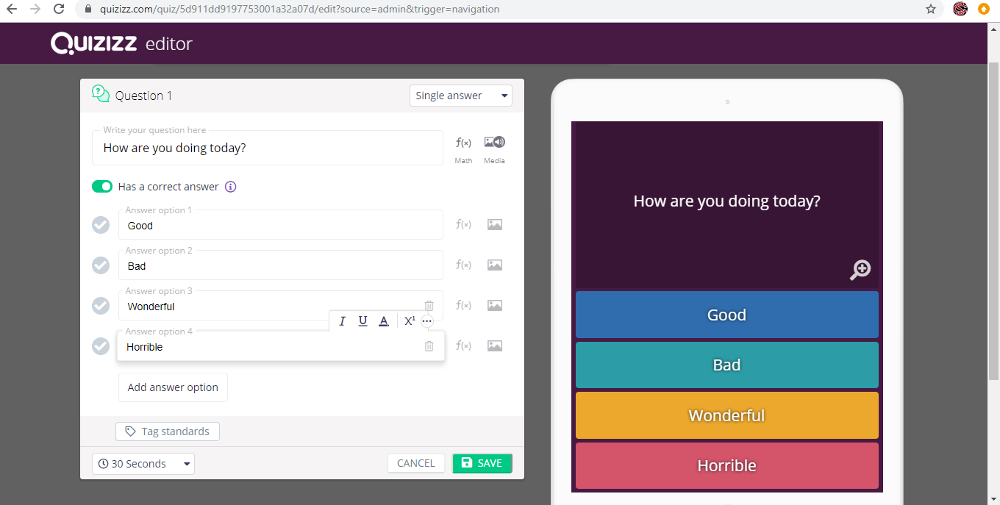 quizizz.com/quiz/5d911dd9197753001a32a07d/edit?source=admin&trigger=navigation
QUIZIZZ editor
Question 1
Single answer
Write your question here
How are you doing today?
f(x)
Math
Media
Has a correct answer
Answer option 1
Good
f(x)
Answer option 2
Bad
f(x)
Answer option 3
Wonderful
f(x)
I U A X¹ ...
Answer option 4
Horrible
f(x)
Add answer option
Tag standards
30 Seconds
CANCEL
SAVE
How are you doing today?
Good
Bad
Wonderful
Horrible